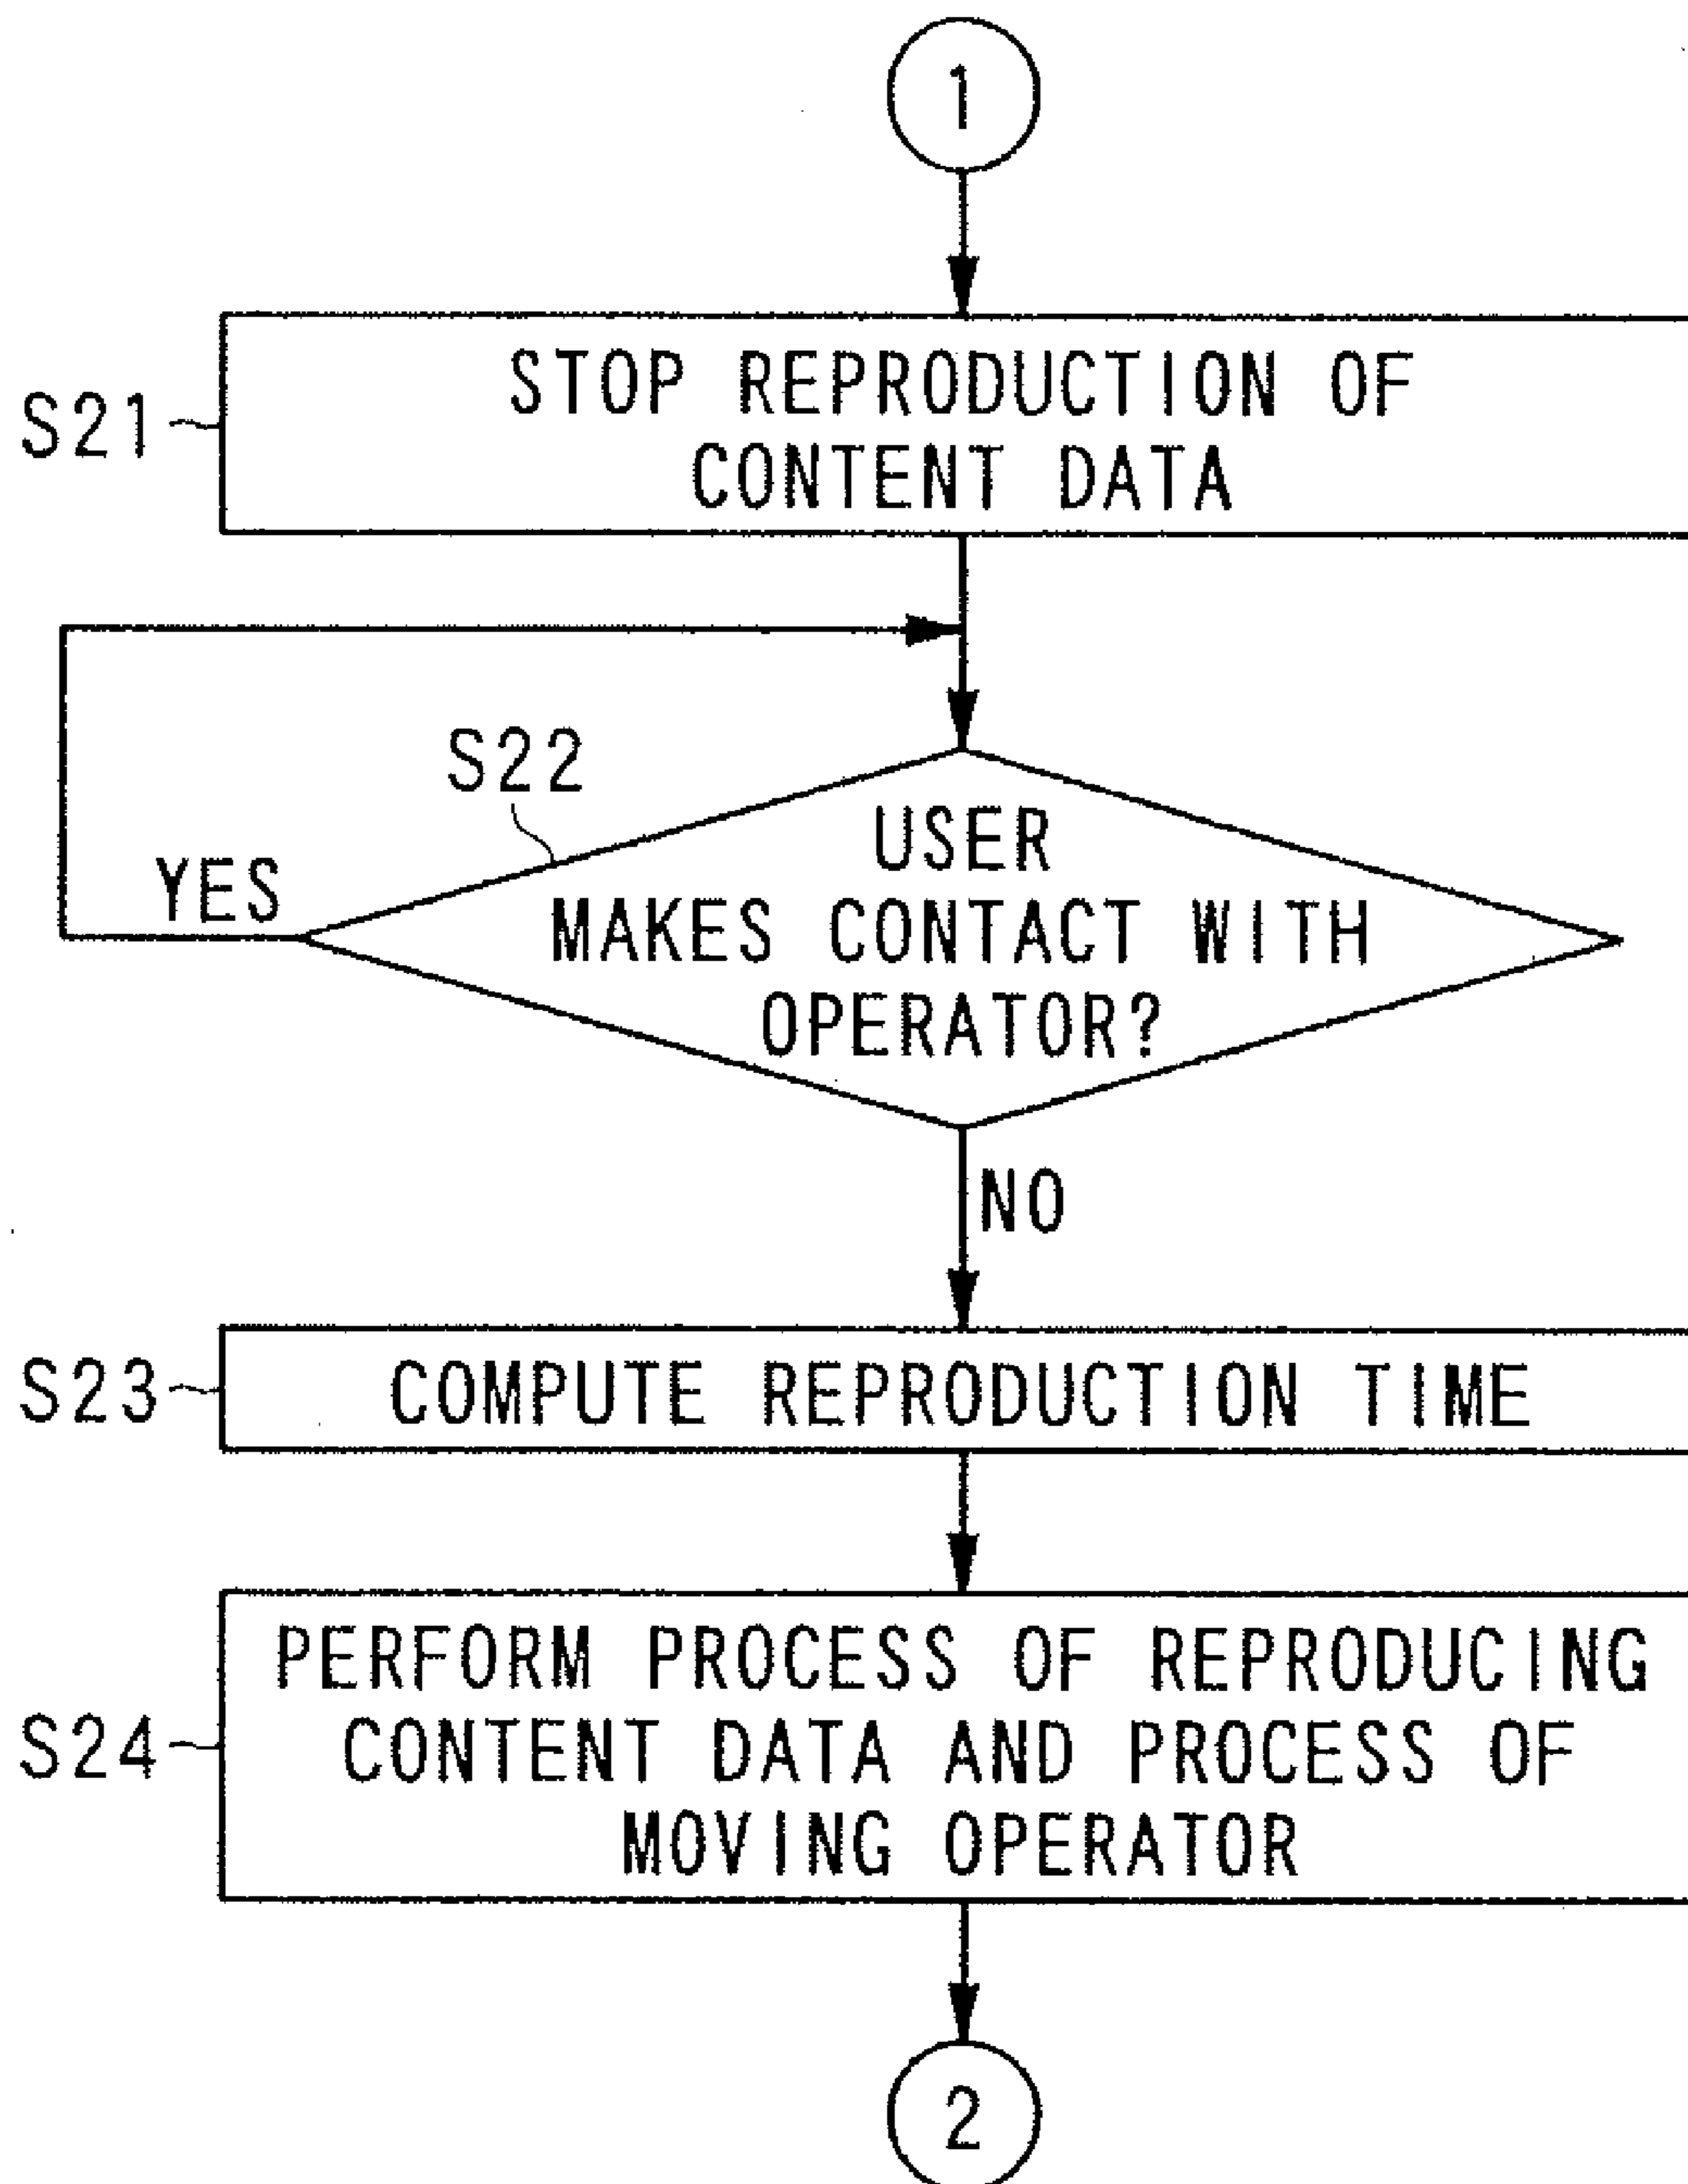 1
S21
STOP REPRODUCTION OF
CONTENT DATA
S22
USER
MAKES CONTACT WITH
OPERATOR?
YES
NO
S23
COMPUTE REPRODUCTION TIME
S24
PERFORM PROCESS OF REPRODUCING
CONTENT DATA AND PROCESS OF
MOVING OPERATOR
2